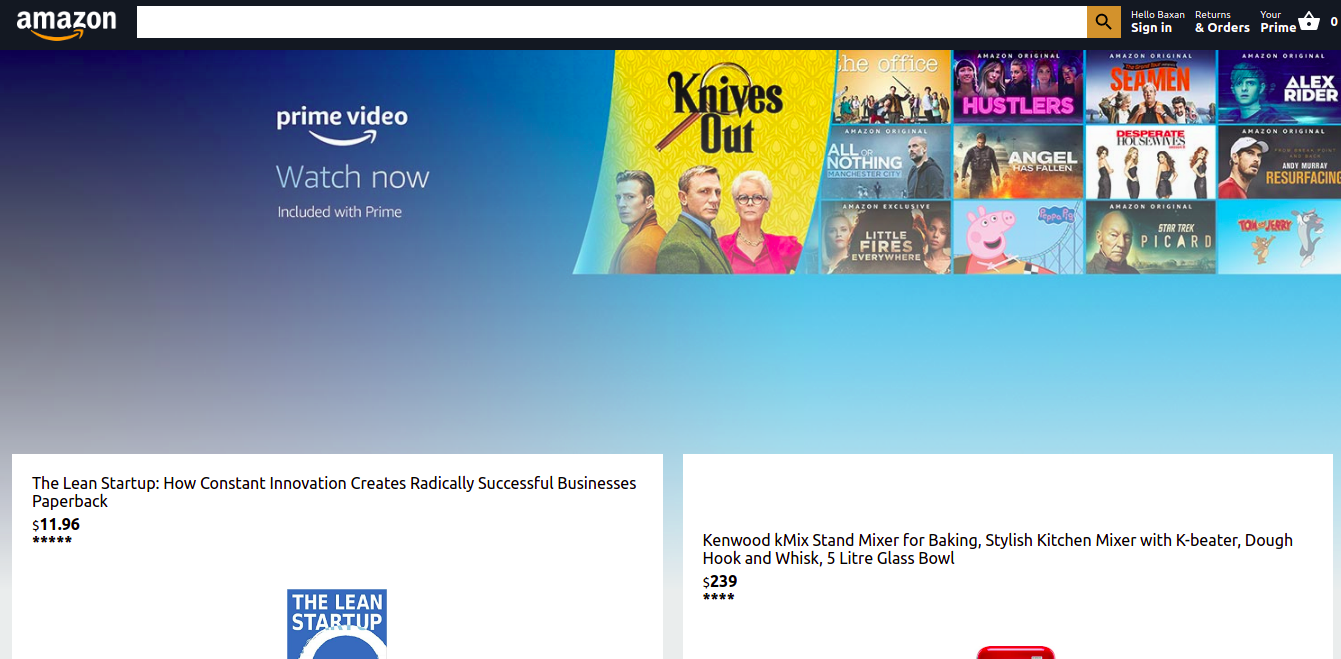 amazon
Hello Baxan
Sign in
Returns
& Orders
Your
Prime
0
prime video
Watch now
Included with Prime
Knives
Out
the office
AMAZON ORIGINAL
HUSTLERS
AMAZON ORIGINAL
SEAMEN
AMAZON ORIGINAL
ALEX
RIDER
AMAZON ORIGINAL
ALL OR
NOTHING
MANCHESTER CITY
ANGEL
HAS FALLEN
DESPERATE
HOUSEWIVES
AMAZON ORIGINAL
ANDY MURRAY
RESURFACING
AMAZON EXCLUSIVE
LITTLE
FIRES
EVERYWHERE
Peppa Pig
AMAZON ORIGINAL
STAR TREK
PICARD
TOM and JERRY
The Lean Startup: How Constant Innovation Creates Radically Successful Businesses
Paperback
$11.96
*****
THE LEAN
STARTUP
Kenwood kMix Stand Mixer for Baking, Stylish Kitchen Mixer with K-beater, Dough
Hook and Whisk, 5 Litre Glass Bowl
$239
****